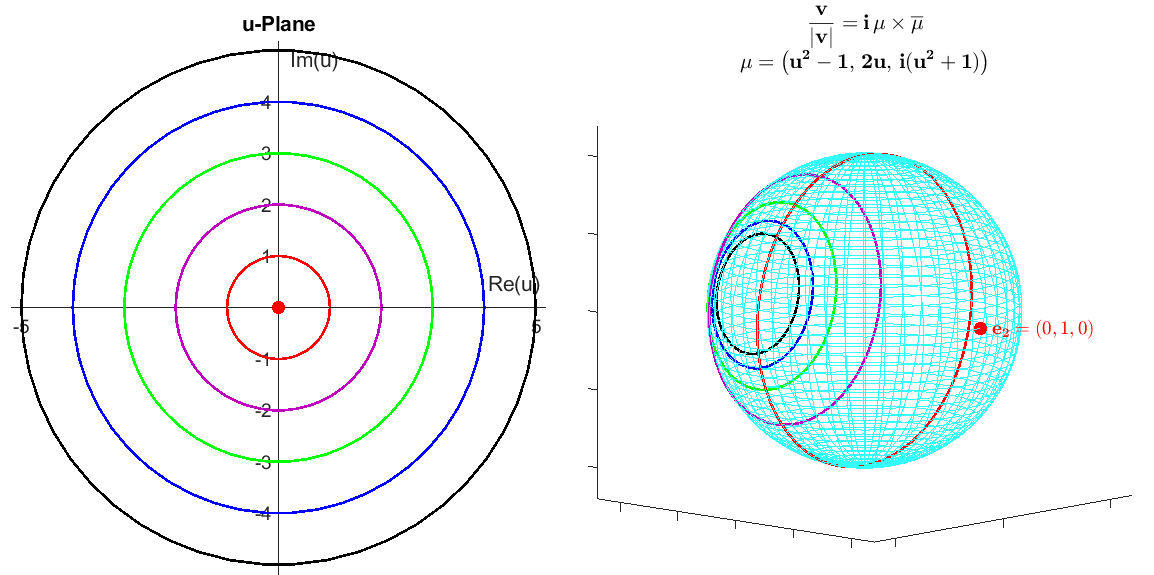 u-Plane
Im(u)
4
3
2
1
Re(u)
-5
5
-1
-2
-3
-4
v/|v| = i μ × μ̅
μ = (u² − 1, 2u, i(u² + 1))
e₂ = (0, 1, 0)